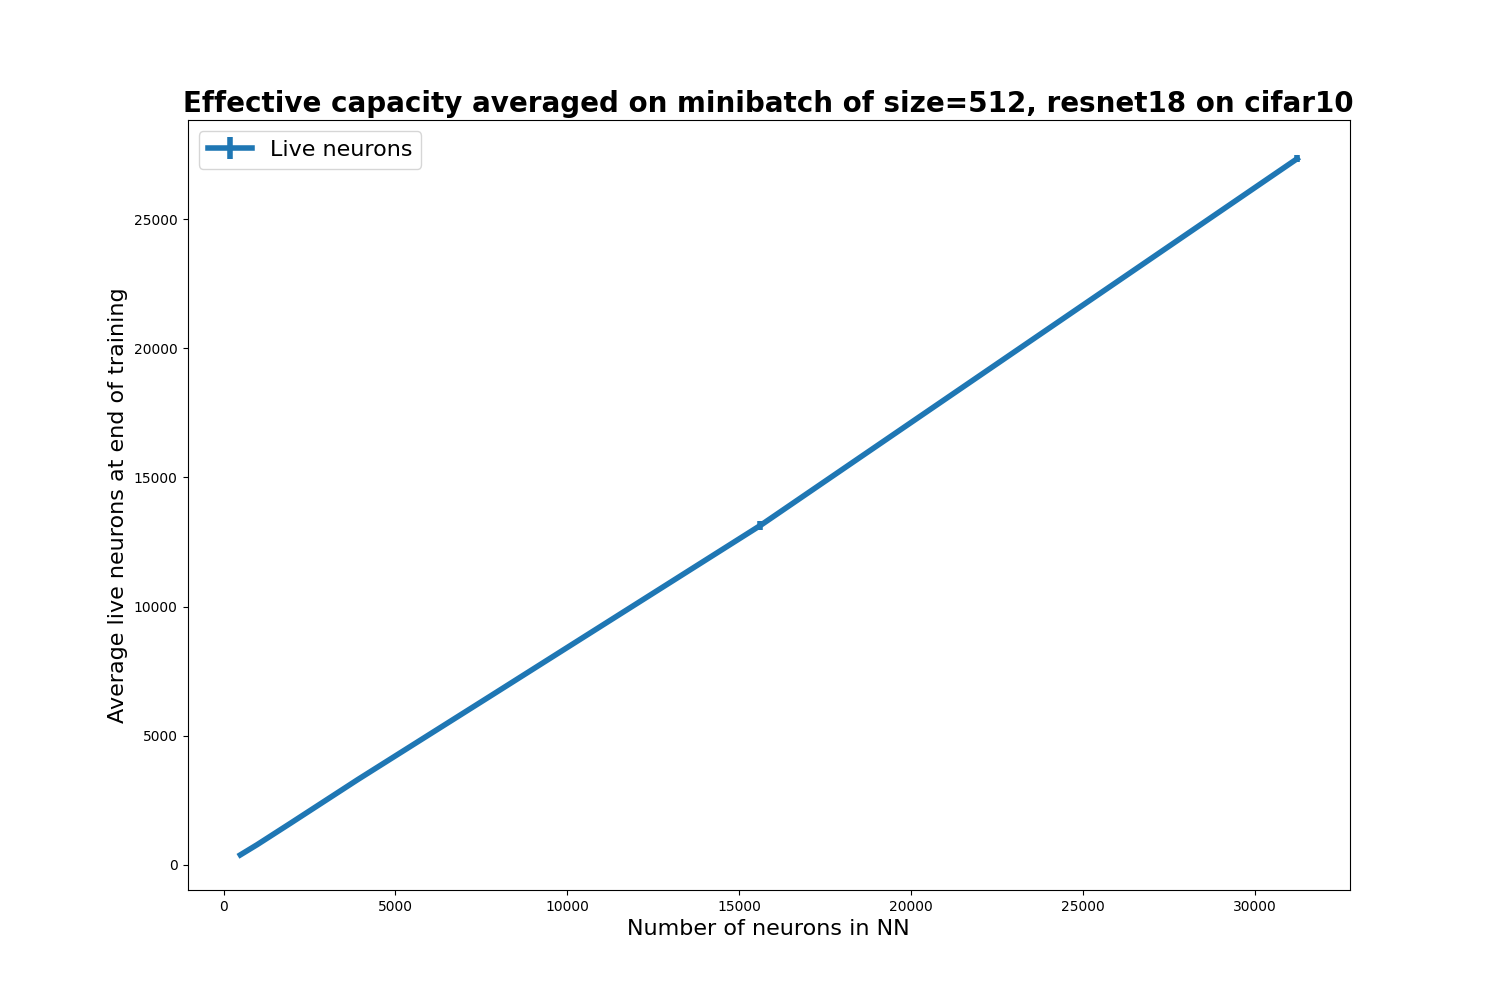 Effective capacity averaged on minibatch of size=512, resnet18 on cifar10
Live neurons
Average live neurons at end of training
25000
20000
15000
10000
5000
0
0 5000 10000 15000 20000 25000 30000
Number of neurons in NN